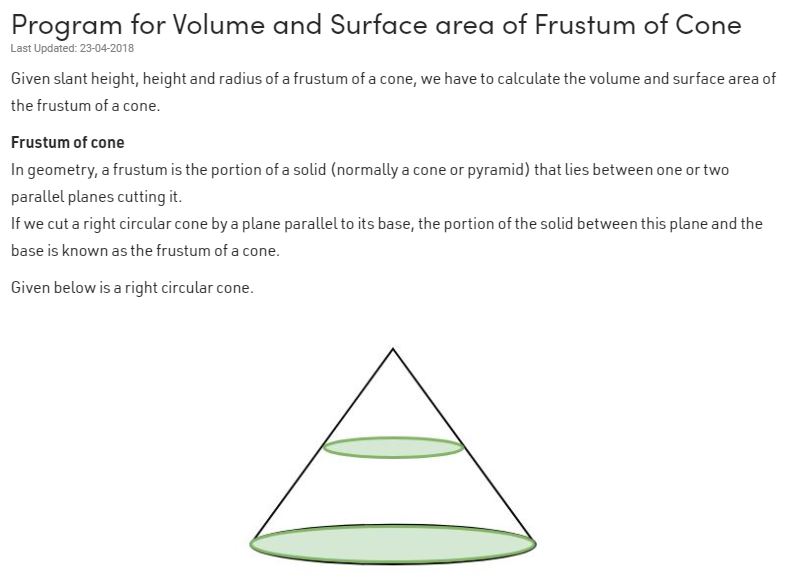 Program for Volume and Surface area of Frustum of Cone
Last Updated: 23-04-2018
Given slant height, height and radius of a frustum of a cone, we have to calculate the volume and surface area of
the frustum of a cone.
Frustum of cone
In geometry, a frustum is the portion of a solid (normally a cone or pyramid) that lies between one or two
parallel planes cutting it.
If we cut a right circular cone by a plane parallel to its base, the portion of the solid between this plane and the
base is known as the frustum of a cone.
Given below is a right circular cone.